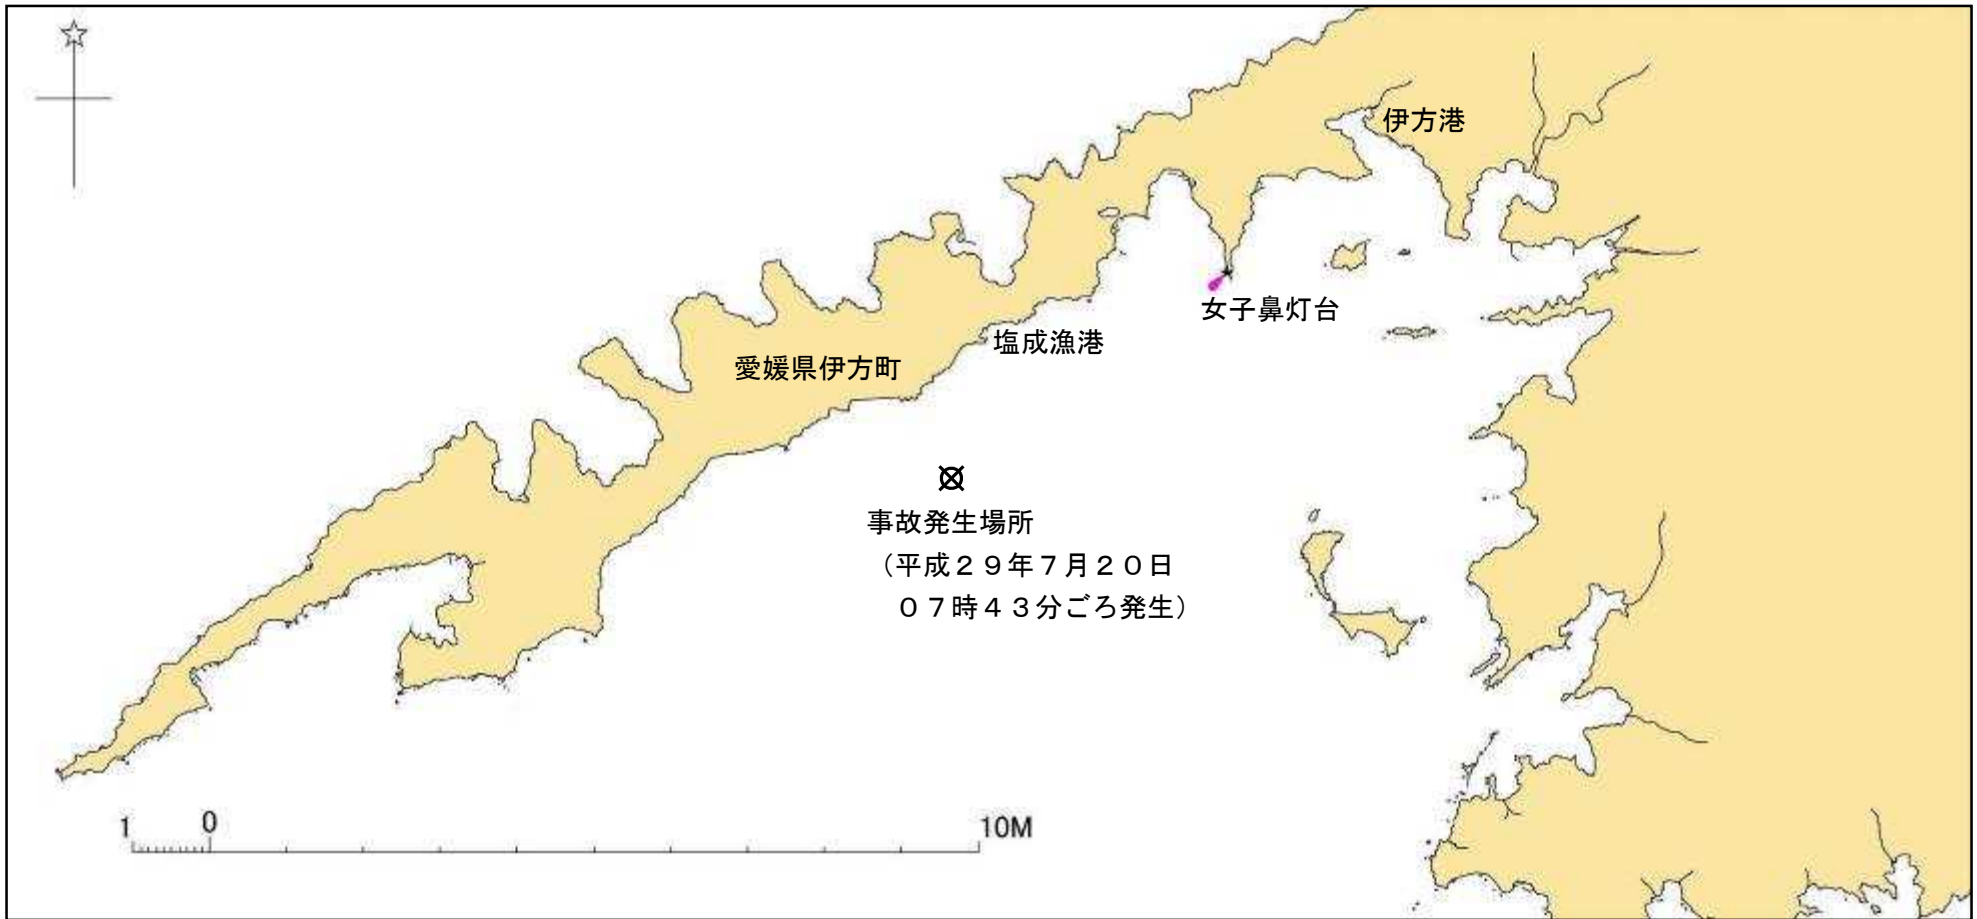 伊方港
女子鼻灯台
塩成漁港
愛媛県伊方町
事故発生場所
(平成29年7月20日
07時43分ごろ発生)
1 0 10M